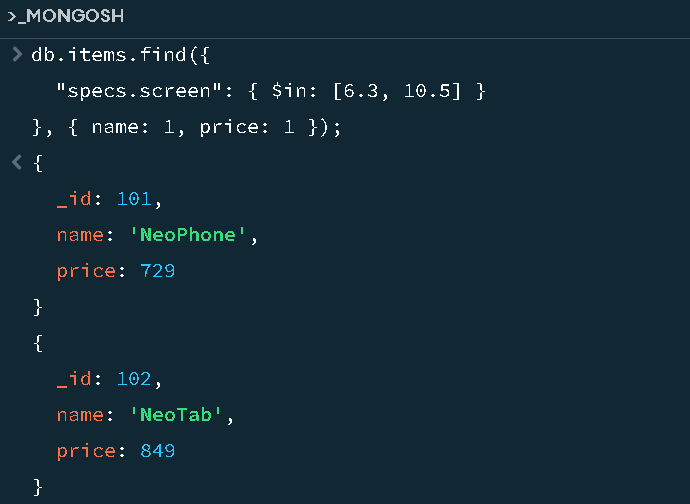 >_MONGOSH
> db.items.find({
    "specs.screen": { $in: [6.3, 10.5] }
  }, { name: 1, price: 1 });
< {
    _id: 101,
    name: 'NeoPhone',
    price: 729
  }
  {
    _id: 102,
    name: 'NeoTab',
    price: 849
  }